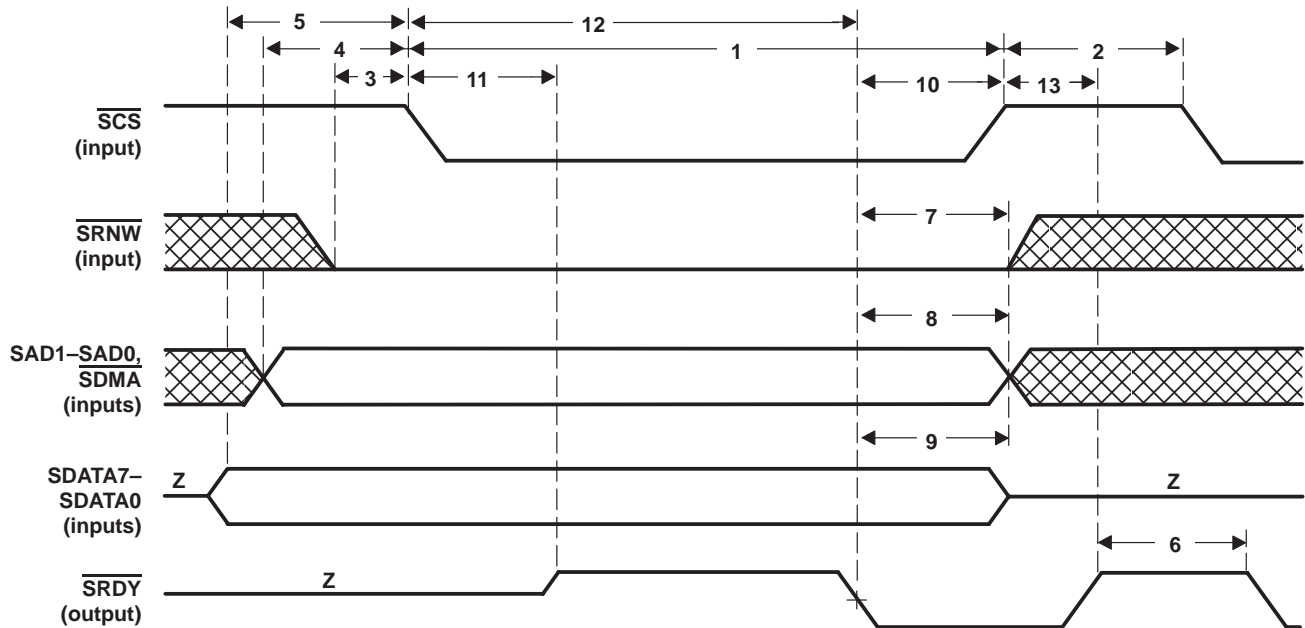 5
12
4
1
2
3
11
10
13
SCS
(input)
7
SRNW
(input)
8
SAD1–SAD0,
SDMA
(inputs)
9
SDATA7–
SDATA0
(inputs)
Z
Z
6
SRDY
(output)
Z